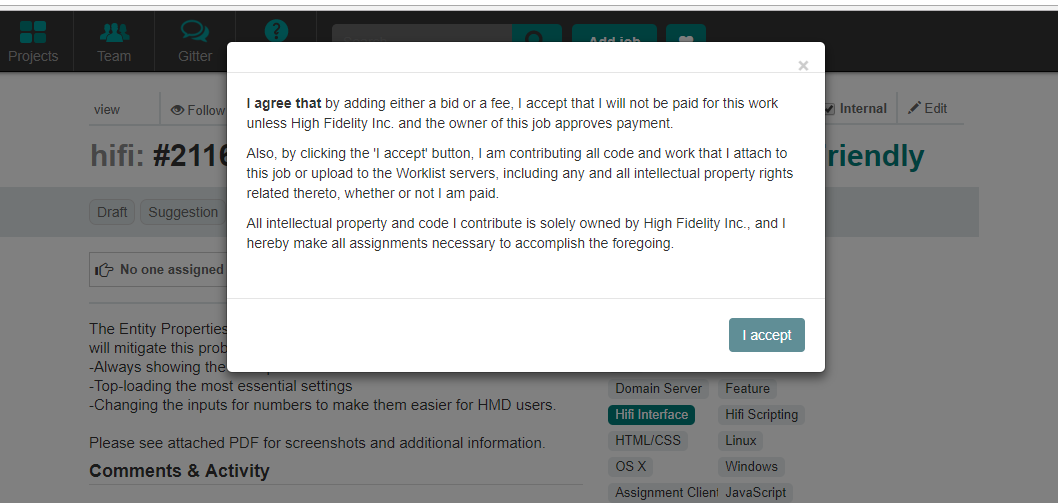 Projects
Team
Gitter
?
Add job
×
I agree that by adding either a bid or a fee, I accept that I will not be paid for this work
unless High Fidelity Inc. and the owner of this job approves payment.
Also, by clicking the 'I accept' button, I am contributing all code and work that I attach to
this job or upload to the Worklist servers, including any and all intellectual property rights
related thereto, whether or not I am paid.
All intellectual property and code I contribute is solely owned by High Fidelity Inc., and I
hereby make all assignments necessary to accomplish the foregoing.
I accept
view
Follow
Internal
Edit
hifi: #2116
riendly
Draft
Suggestion
No one assigned
The Entity Properties
will mitigate this prob
-Always showing the
-Top-loading the most essential settings
-Changing the inputs for numbers to make them easier for HMD users.
Please see attached PDF for screenshots and additional information.
Comments & Activity
Domain Server
Feature
Hifi Interface
Hifi Scripting
HTML/CSS
Linux
OS X
Windows
Assignment Client
JavaScript